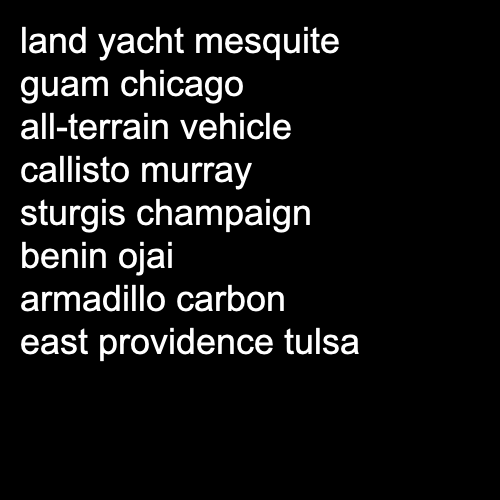 land yacht mesquite
guam chicago
all-terrain vehicle
callisto murray
sturgis champaign
benin ojai
armadillo carbon
east providence tulsa